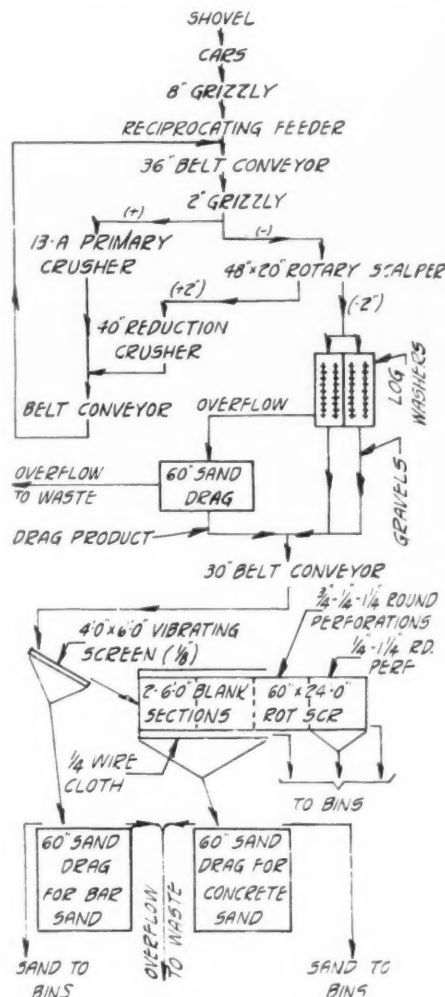 SHOVEL
CARS
8" GRIZZLY
RECIPROCATING FEEDER
36" BELT CONVEYOR
2" GRIZZLY
(+)
(-)
13-A PRIMARY
CRUSHER
48"x20" ROTARY SCALPER
(+2")
(-2")
40" REDUCTION
CRUSHER
LOG
WASHERS
BELT CONVEYOR
OVERFLOW
OVERFLOW
TO WASTE
60" SAND
DRAG
GRAVELS
DRAG PRODUCT
30" BELT CONVEYOR
3/4"-1/4"-1 1/4" ROUND
PERFORATIONS
4'-0"x6'-0" VIBRATING
SCREEN (1/8")
1/4"-1 1/4" RD.
PERF
2-6'-0" BLANK
SECTIONS
60"x24'-0"
ROT SCR
1/4 WIRE
CLOTH
TO BINS
60" SAND
DRAG
FOR BAR
SAND
OVERFLOW
TO WASTE
60" SAND
DRAG FOR
CONCRETE
SAND
SAND TO
BINS
SAND TO
BINS